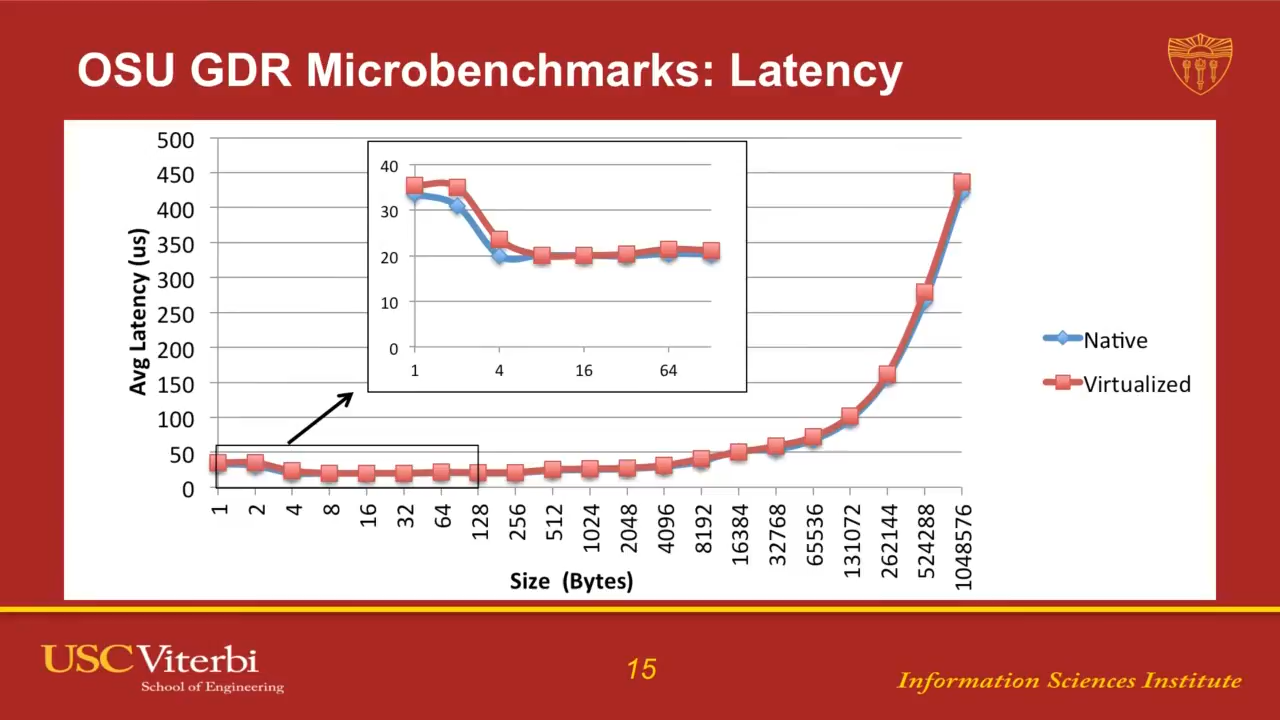 OSU GDR Microbenchmarks: Latency
500
450
400
350
300
250
200
150
100
50
0
Avg Latency (us)
40
30
20
10
0
1 4 16 64
Native
Virtualized
1 2 4 8 16 32 64 128 256 512 1024 2048 4096 8192 16384 32768 65536 131072 262144 524288 1048576
Size (Bytes)
USC Viterbi
School of Engineering
15
Information Sciences Institute